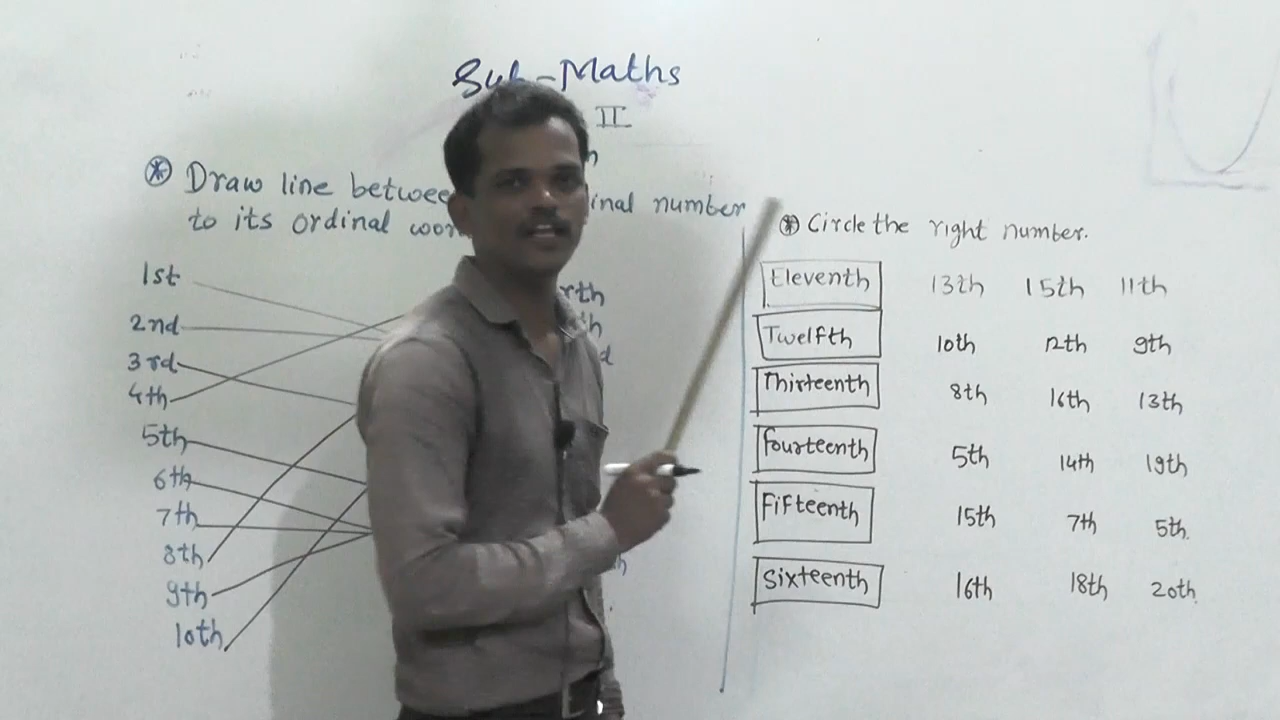 Sub-Maths
II
Draw line between
number
to its ordinal
1st
2nd
3rd
4th
5th
6th
7th
8th
9th
10th
Circle the right number.
Eleventh 13th 15th 11th
Twelfth 10th 12th 9th
Thirteenth 8th 16th 13th
fourteenth 5th 14th 19th
Fifteenth 15th 7th 5th.
Sixteenth 16th 18th 20th.